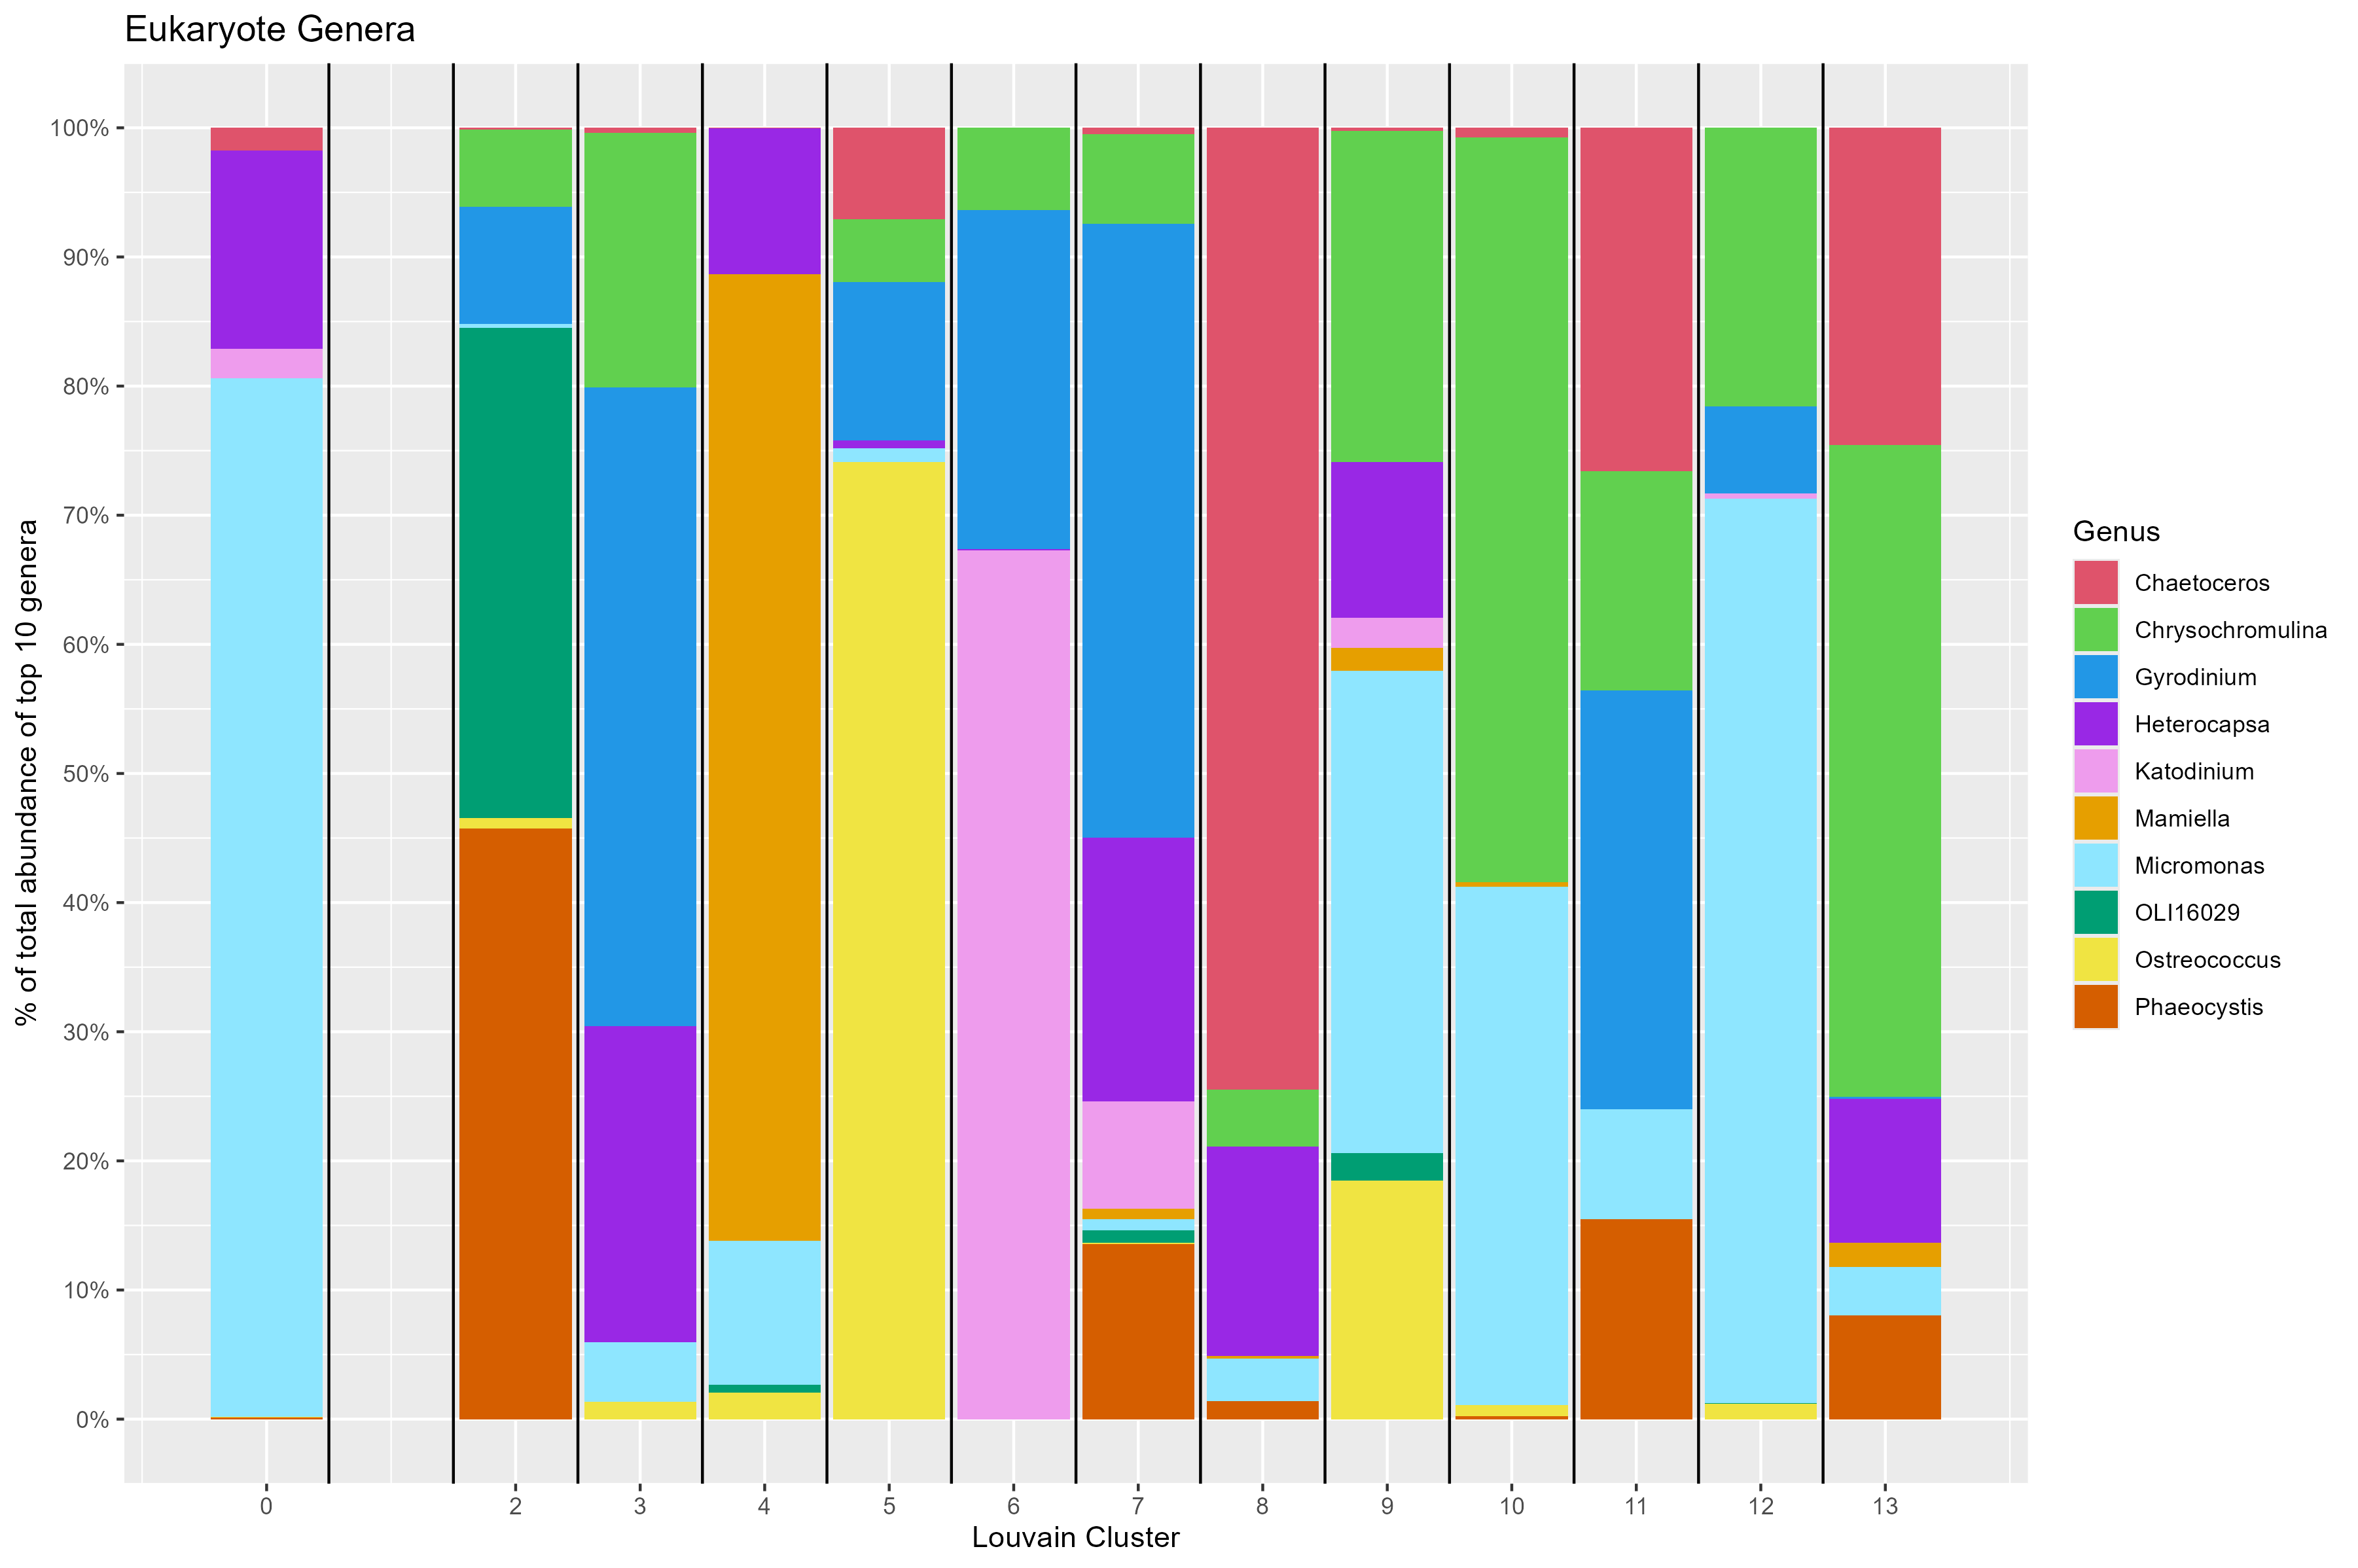 Eukaryote Genera
% of total abundance of top 10 genera
100%
90%
80%
70%
60%
50%
40%
30%
20%
10%
0%
0 2 3 4 5 6 7 8 9 10 11 12 13
Louvain Cluster
Genus
Chaetoceros
Chrysochromulina
Gyrodinium
Heterocapsa
Katodinium
Mamiella
Micromonas
OLI16029
Ostreococcus
Phaeocystis